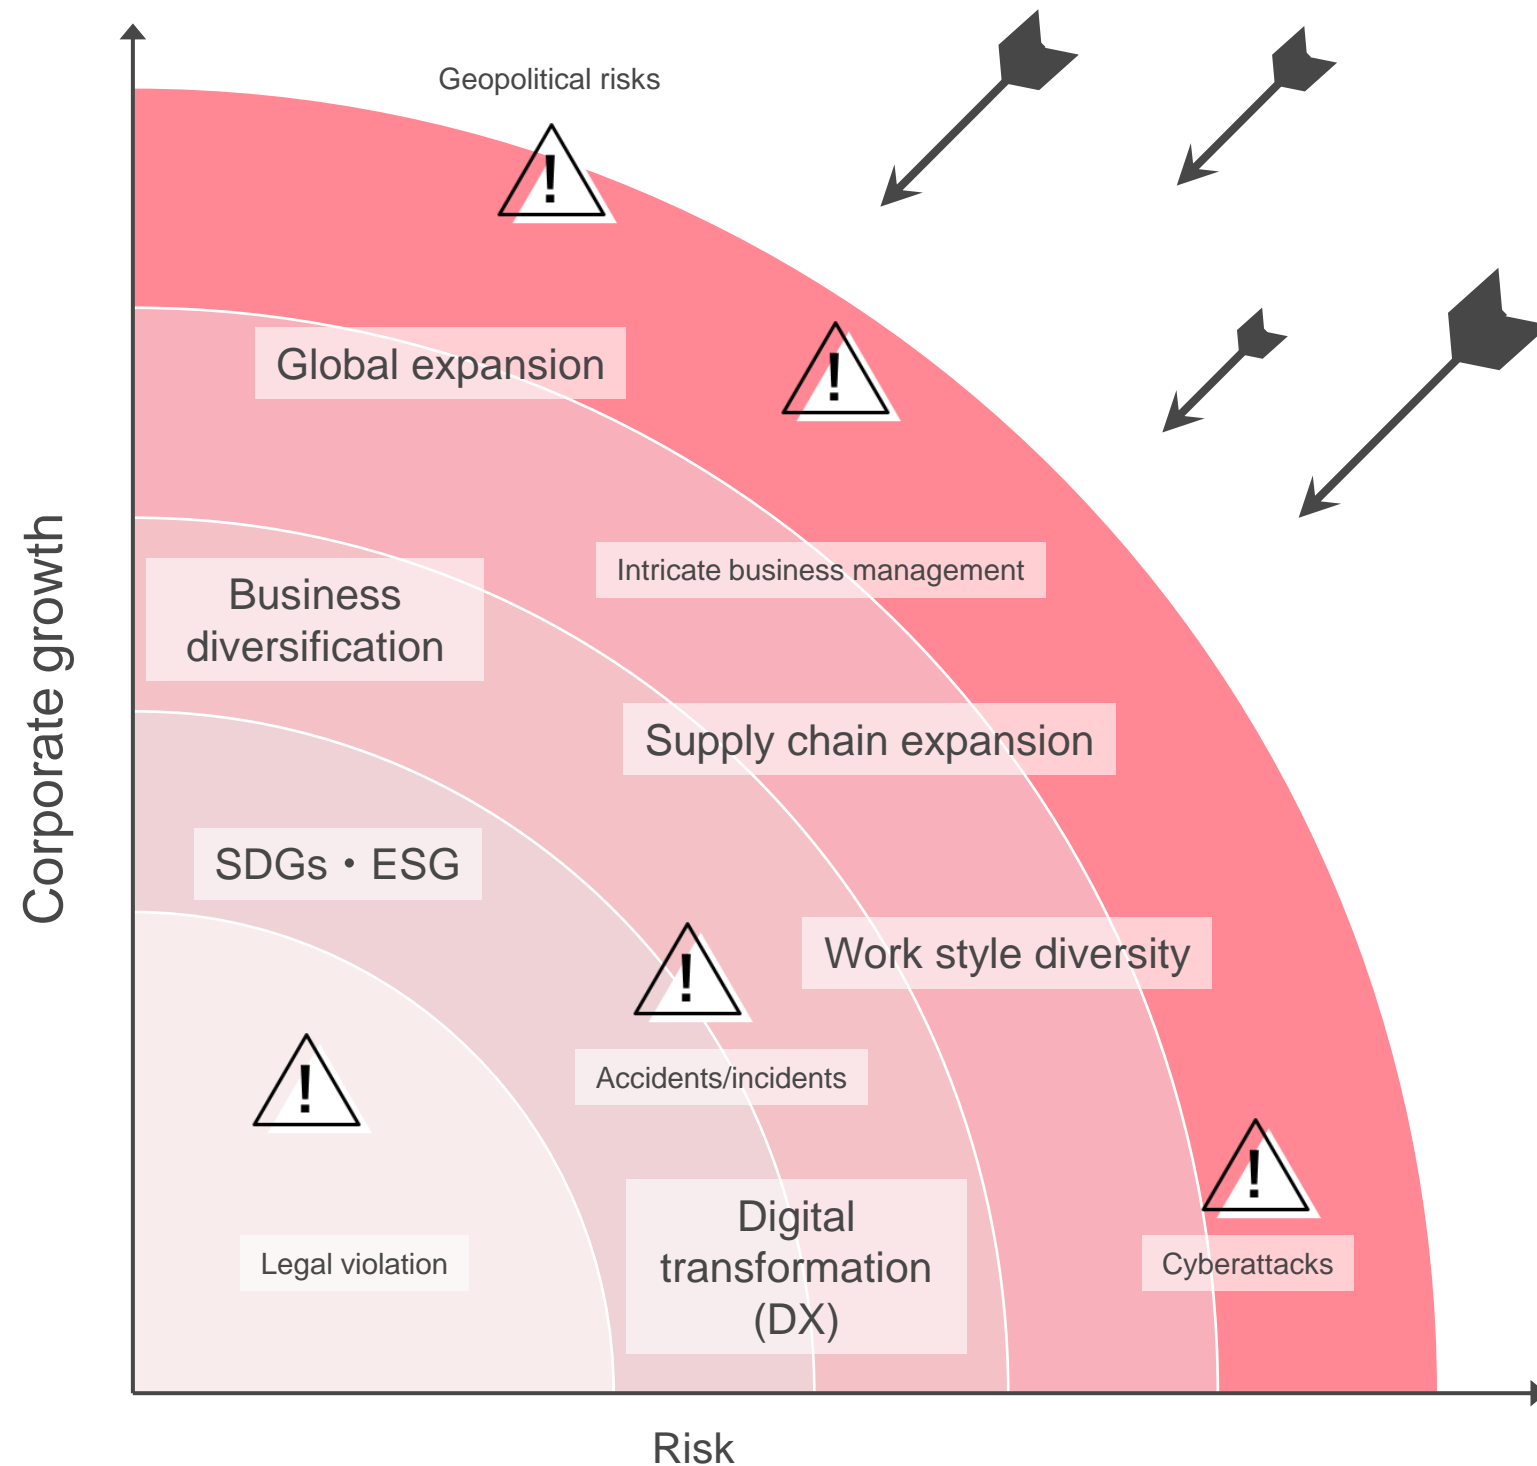 Geopolitical risks
Global expansion
Intricate business management
Business
diversification
Supply chain expansion
Corporate growth
SDGs・ESG
Work style diversity
Accidents/incidents
Digital
transformation
(DX)
Legal violation
Cyberattacks
Risk